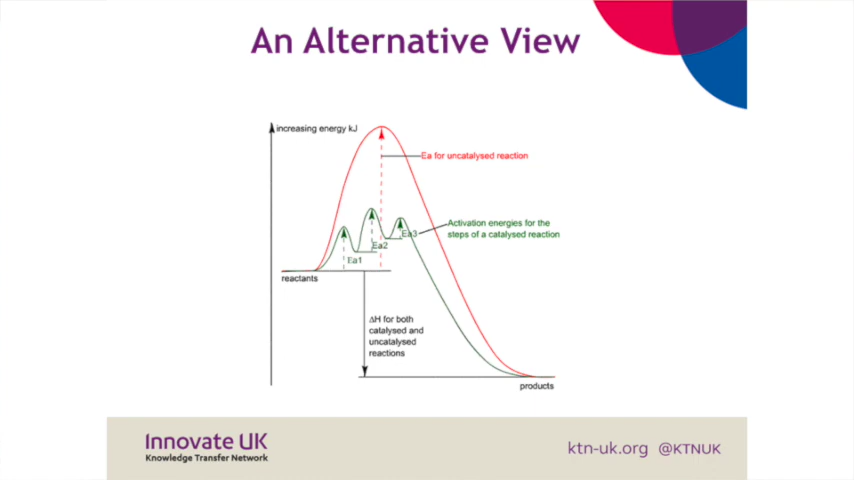 An Alternative View
increasing energy kJ
Ea for uncatalysed reaction
Activation energies for the
steps of a catalysed reaction
Ea3
Ea2
Ea1
reactants
ΔH for both
catalysed and
uncatalysed
reactions
products
Innovate UK
Knowledge Transfer Network
ktn-uk.org @KTNUK